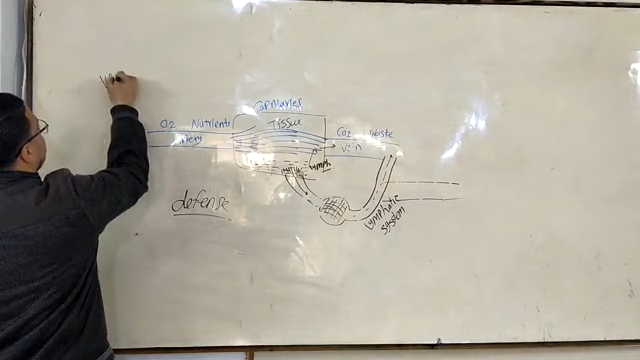 Capillaries
O2 Nutrients
Tissue
CO2 waste
Artery
Vein
Lymph
defense
Lymphatic
system